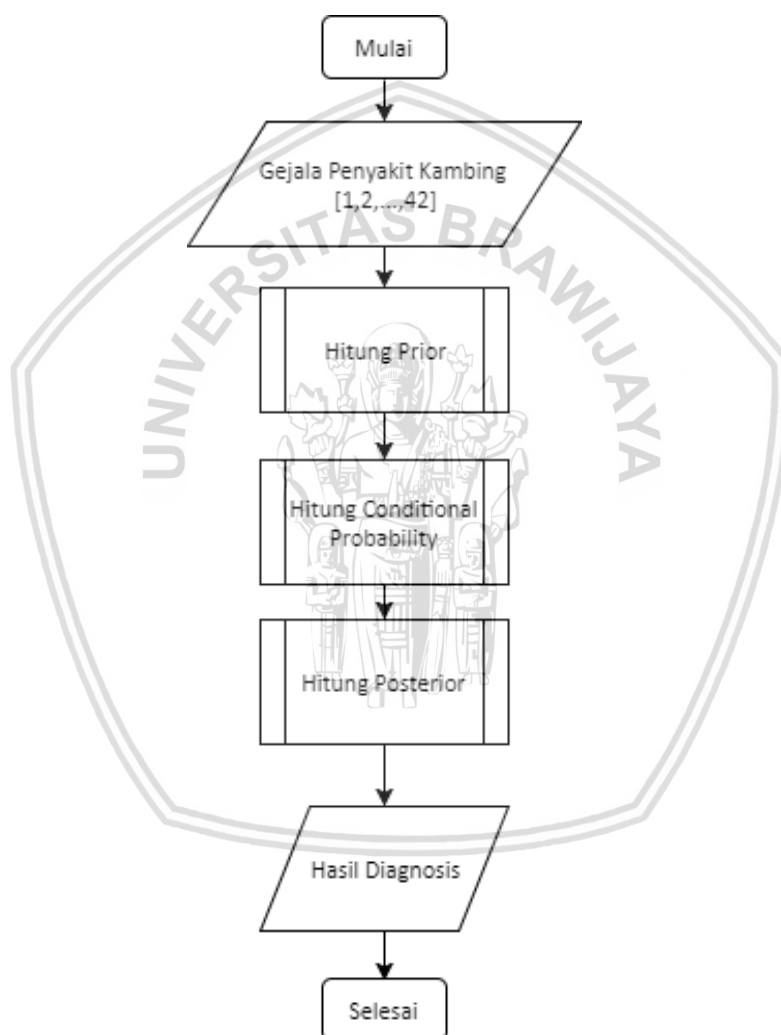 Mulai
Gejala Penyakit Kambing
[1,2,...,42]
UNIVERSITAS BRAWIJAYA
Hitung Prior
Hitung Conditional
Probability
Hitung Posterior
Hasil Diagnosis
Selesai